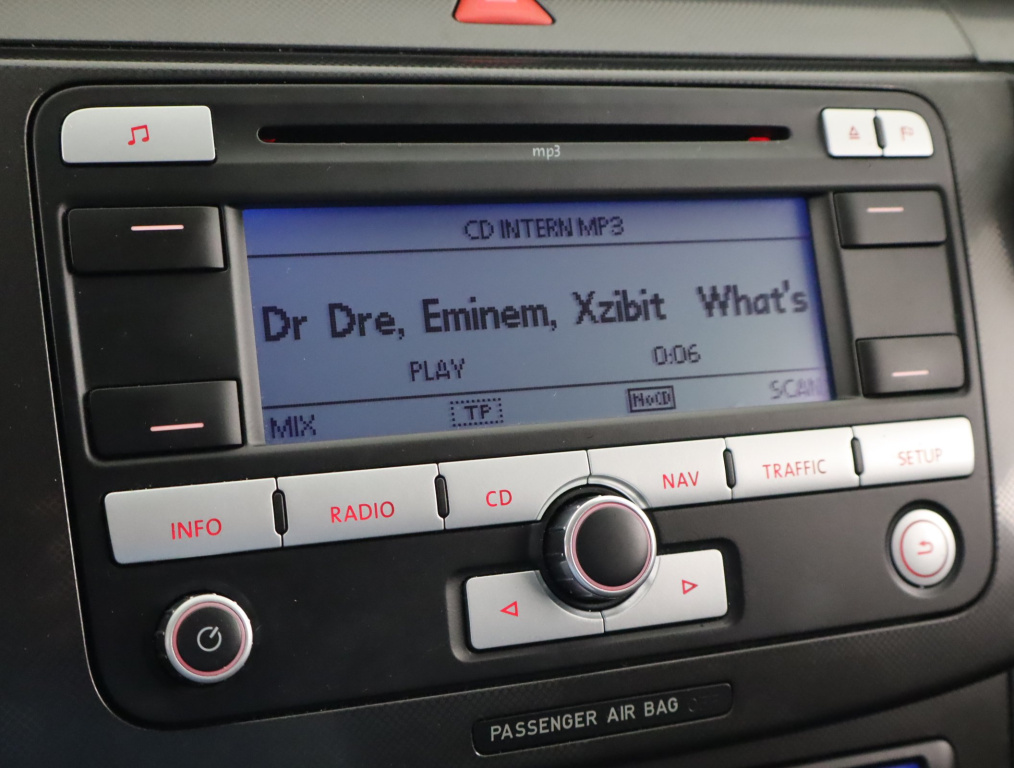 mp3
CD INTERN MP3
Dr Dre, Eminem, Xzibit What's
PLAY 0:06
MIX TP NoCD SCAN
INFO RADIO CD NAV TRAFFIC SETUP
PASSENGER AIR BAG